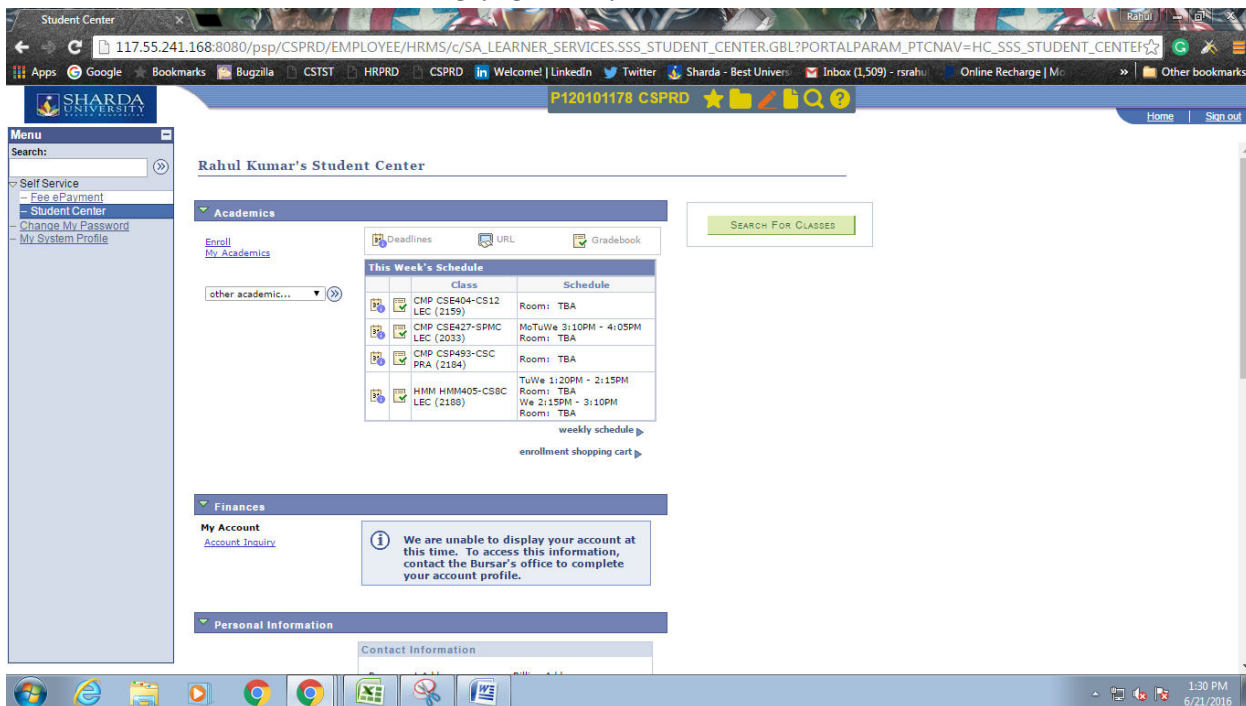 Student Center
Rahul
117.55.241.168:8080/psp/CSPRD/EMPLOYEE/HRMS/c/SA_LEARNER_SERVICES.SSS_STUDENT_CENTER.GBL?PORTALPARAM_PTCNAV=HC_SSS_STUDENT_CENTER
Apps Google Bookmarks Bugzilla CSTST HRPRD CSPRD Welcome! | LinkedIn Twitter Sharda - Best Univers Inbox (1,509) - rsrahu Online Recharge | Mo » Other bookmarks
SHARDA
UNIVERSITY
P120101178 CSPRD
Home | Sign out
Menu
Search:
Self Service
– Fee ePayment
– Student Center
– Change My Password
– My System Profile
Rahul Kumar's Student Center
Academics
SEARCH FOR CLASSES
Enroll
My Academics
other academic...
Deadlines URL Gradebook
This Week's Schedule
Class Schedule
CMP CSE404-CS12
LEC (2159)
Room: TBA
CMP CSE427-SPMC
LEC (2033)
MoTuWe 3:10PM - 4:05PM
Room: TBA
CMP CSP493-CSC
PRA (2184)
Room: TBA
HMM HMM405-CS8C
LEC (2188)
TuWe 1:20PM - 2:15PM
Room: TBA
We 2:15PM - 3:10PM
Room: TBA
weekly schedule
enrollment shopping cart
Finances
My Account
Account Inquiry
We are unable to display your account at
this time. To access this information,
contact the Bursar's office to complete
your account profile.
Personal Information
Contact Information
1:30 PM
6/21/2016